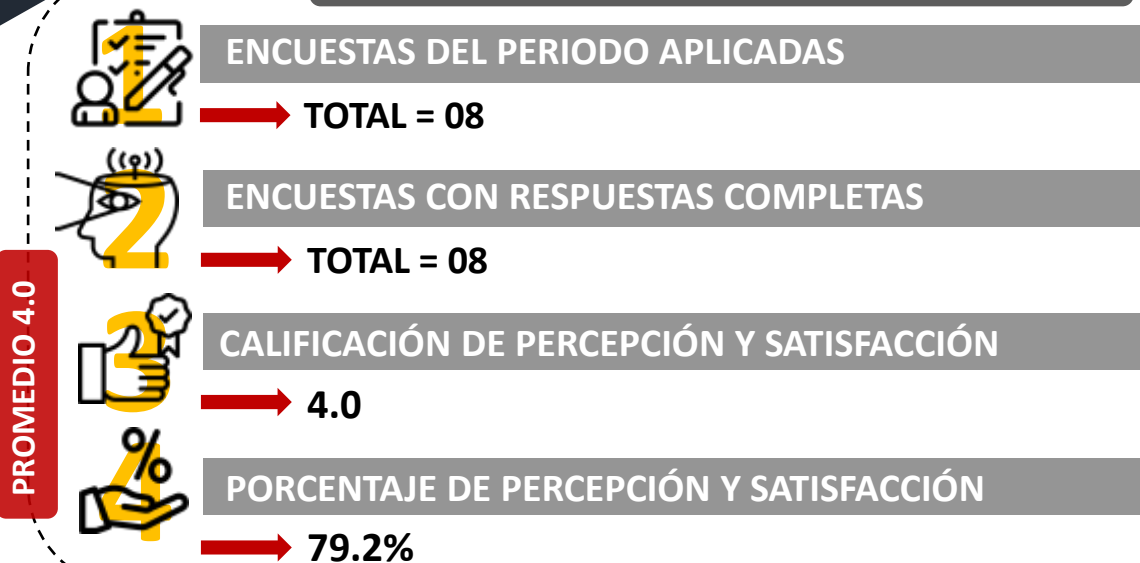 1
ENCUESTAS DEL PERIODO APLICADAS
TOTAL = 08
2
ENCUESTAS CON RESPUESTAS COMPLETAS
TOTAL = 08
PROMEDIO 4.0
3
CALIFICACIÓN DE PERCEPCIÓN Y SATISFACCIÓN
4.0
4
%
PORCENTAJE DE PERCEPCIÓN Y SATISFACCIÓN
79.2%